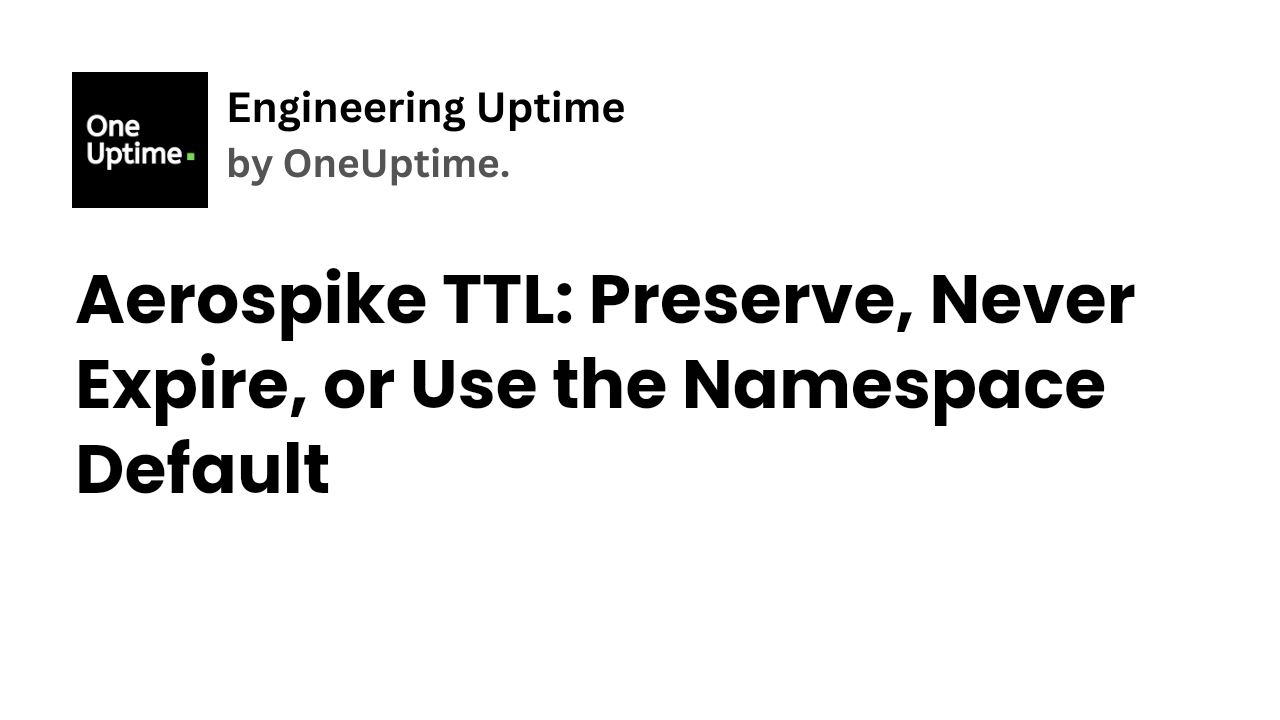 One
Uptime.
Engineering Uptime
by OneUptime.
Aerospike TTL: Preserve, Never
Expire, or Use the Namespace
Default